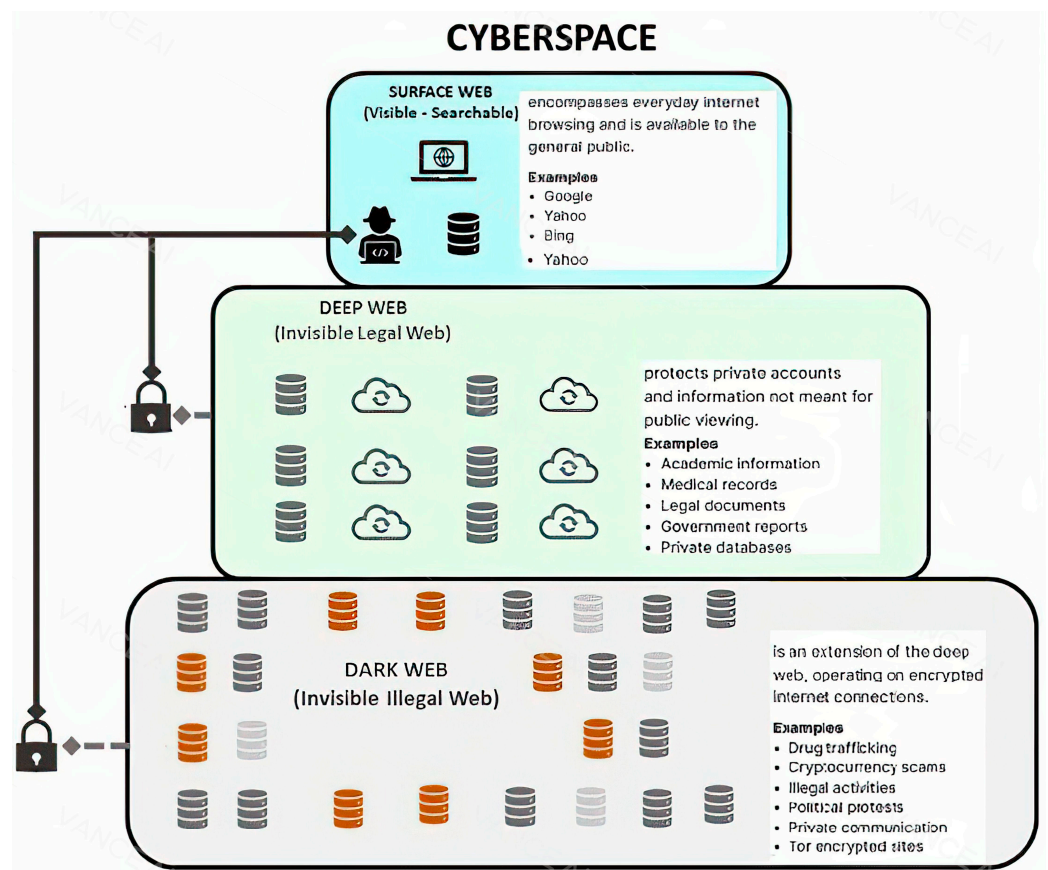 CYBERSPACE
SURFACE WEB
(Visible - Searchable)
encompasses everyday internet
browsing and is available to the
general public.
Examples
• Google
• Yahoo
• Bing
• Yahoo
</>
DEEP WEB
(Invisible Legal Web)
protects private accounts
and information not meant for
public viewing.
Examples
• Academic information
• Medical records
• Legal documents
• Government reports
• Private databases
DARK WEB
(Invisible Illegal Web)
is an extension of the deep
web, operating on encrypted
internet connections.
Examples
• Drug trafficking
• Cryptocurrency scams
• Illegal activities
• Political protests
• Private communication
• Tor encrypted sites
VANCE AI